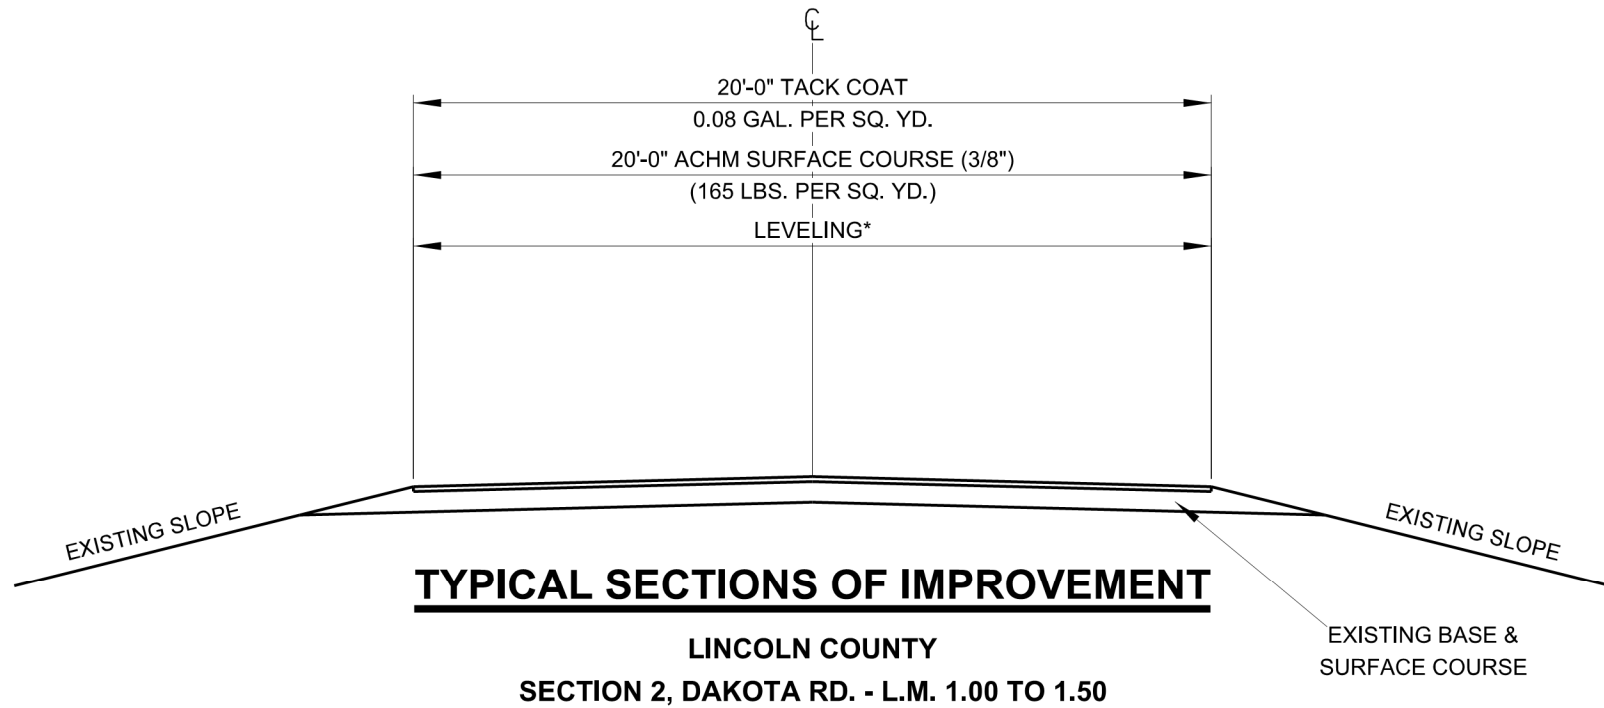 ℄
20'-0" TACK COAT
0.08 GAL. PER SQ. YD.
20'-0" ACHM SURFACE COURSE (3/8")
(165 LBS. PER SQ. YD.)
LEVELING*
EXISTING SLOPE
EXISTING SLOPE
TYPICAL SECTIONS OF IMPROVEMENT
EXISTING BASE &
SURFACE COURSE
LINCOLN COUNTY
SECTION 2, DAKOTA RD. - L.M. 1.00 TO 1.50